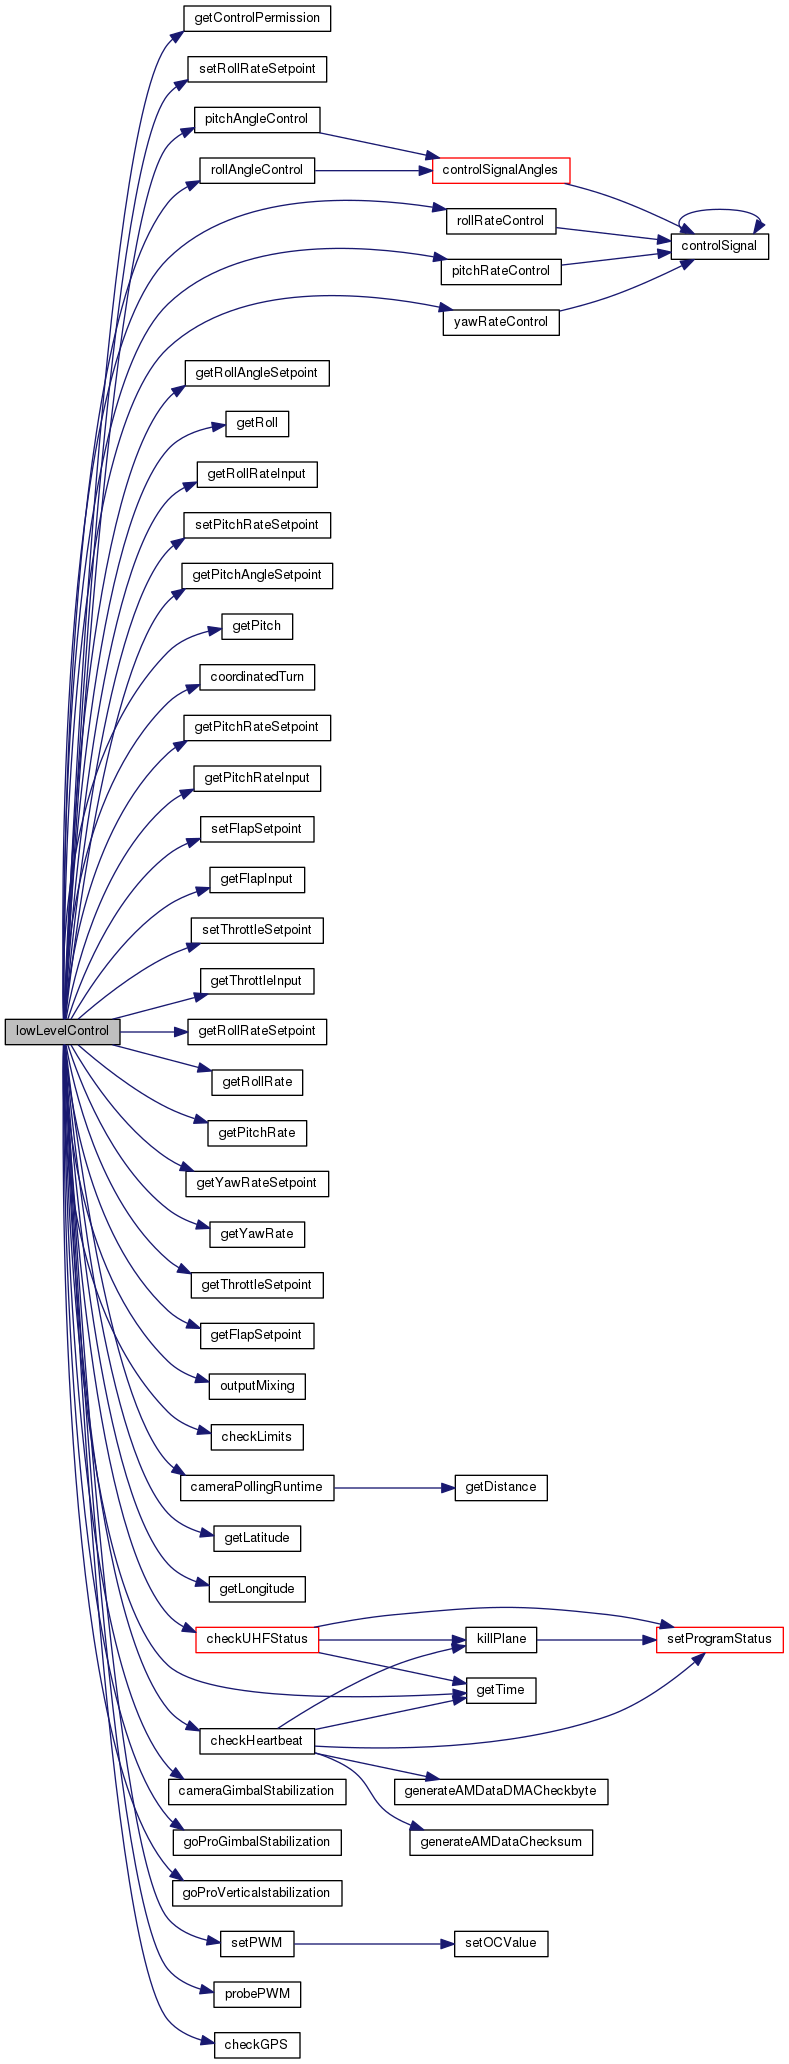 getControlPermission
setRollRateSetpoint
pitchAngleControl
rollAngleControl
controlSignalAngles
rollRateControl
controlSignal
pitchRateControl
yawRateControl
getRollAngleSetpoint
getRoll
getRollRateInput
setPitchRateSetpoint
getPitchAngleSetpoint
getPitch
coordinatedTurn
getPitchRateSetpoint
getPitchRateInput
setFlapSetpoint
getFlapInput
setThrottleSetpoint
getThrottleInput
lowLevelControl
getRollRateSetpoint
getRollRate
getPitchRate
getYawRateSetpoint
getYawRate
getThrottleSetpoint
getFlapSetpoint
outputMixing
checkLimits
cameraPollingRuntime
getDistance
getLatitude
getLongitude
checkUHFStatus
killPlane
setProgramStatus
getTime
checkHeartbeat
cameraGimbalStabilization
generateAMDataDMACheckbyte
goProGimbalStabilization
generateAMDataChecksum
goProVerticalstabilization
setPWM
setOCValue
probePWM
checkGPS